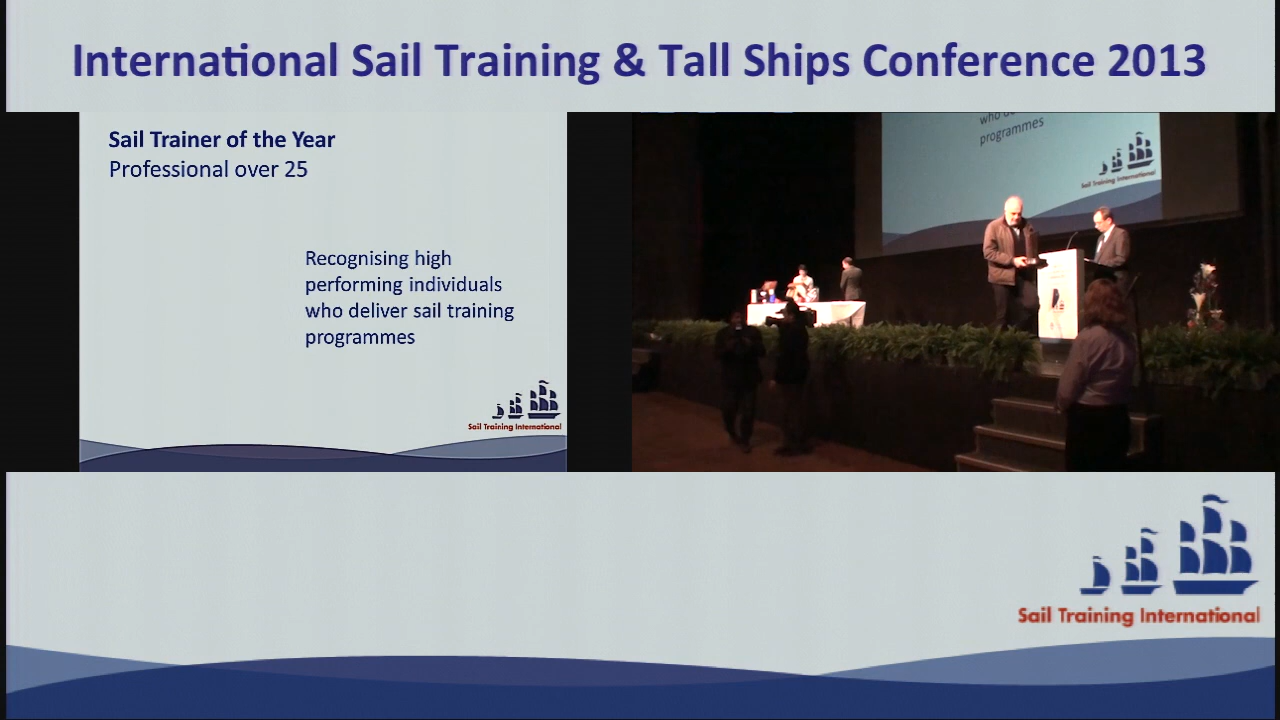 International Sail Training & Tall Ships Conference 2013
Sail Trainer of the Year
Professional over 25
Recognising high
performing individuals
who deliver sail training
programmes
Sail Training International
programmes
Sail Training International
Sail Training International